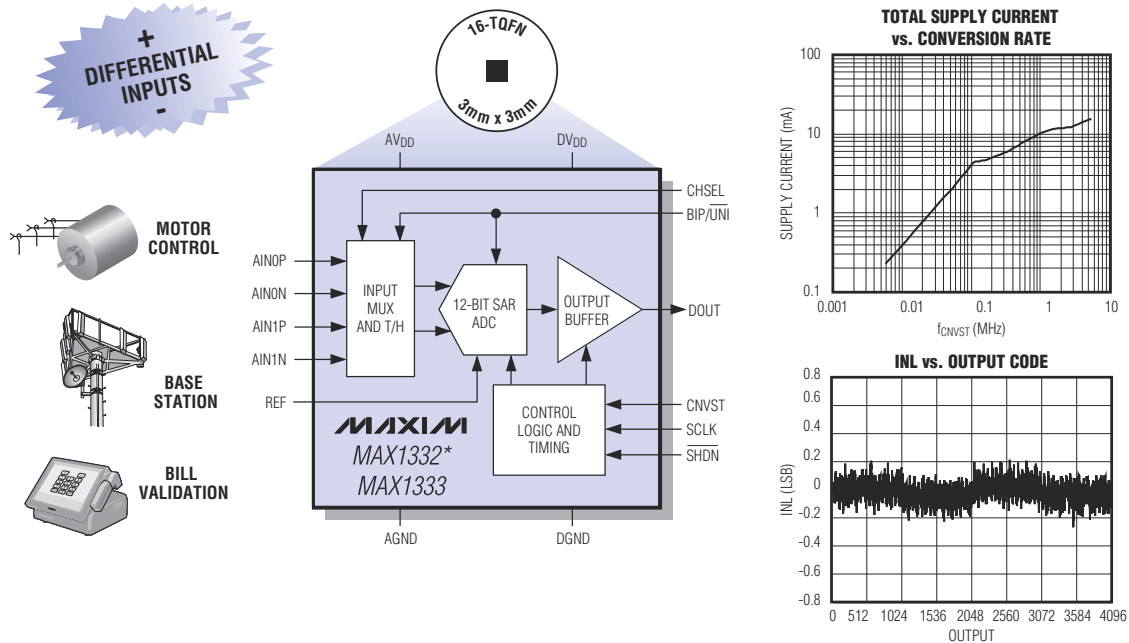 +
DIFFERENTIAL
INPUTS
-
16-TQFN
3mm x 3mm
MOTOR
CONTROL
BASE
STATION
BILL
VALIDATION
AVDD
DVDD
CHSEL
BIP/UNI
AIN0P
AIN0N
AIN1P
AIN1N
REF
INPUT
MUX
AND T/H
12-BIT SAR
ADC
OUTPUT
BUFFER
DOUT
CONTROL
LOGIC AND
TIMING
CNVST
SCLK
SHDN
MAXIM
MAX1332*
MAX1333
AGND
DGND
TOTAL SUPPLY CURRENT
vs. CONVERSION RATE
SUPPLY CURRENT (mA)
100
10
1
0.1
0.001
0.01
0.1
1
10
fCNVST (MHz)
INL vs. OUTPUT CODE
INL (LSB)
0.8
0.6
0.4
0.2
0
-0.2
-0.4
-0.6
-0.8
0 512 1024 1536 2048 2560 3072 3584 4096
OUTPUT